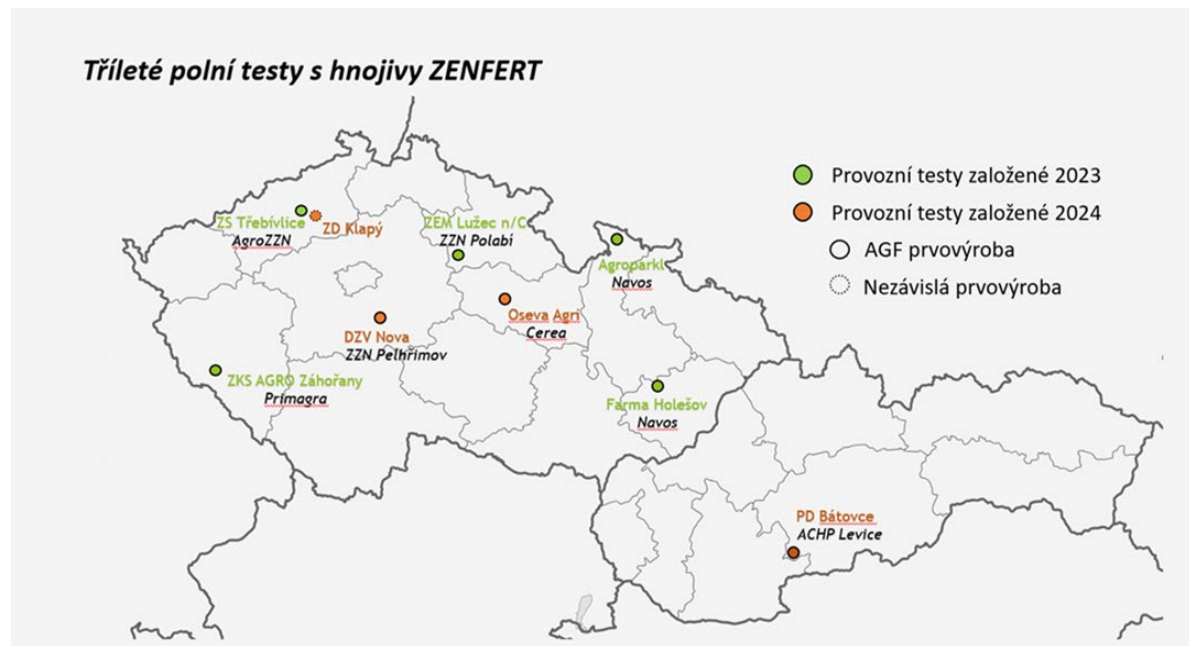 Tříleté polní testy s hnojivy ZENFERT
Provozní testy založené 2023
Provozní testy založené 2024
AGF prvovýroba
Nezávislá prvovýroba
ZS Třebívlice
AgroZZN
ZD Klapý
ZEM Lužec n/C
ZZN Polabí
Agroparkl
Navos
Oseva Agri
Cerea
DZV Nova
ZZN Pelhřimov
ZKS AGRO Záhořany
Primagra
Farma Holešov
Navos
PD Bátovce
ACHP Levice